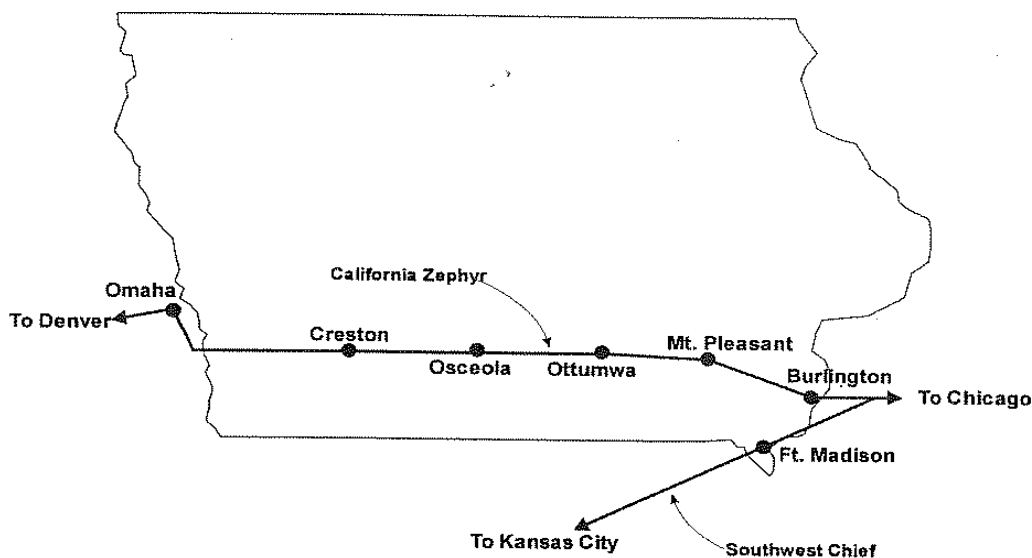 California Zephyr
Omaha
To Denver
Creston
Osceola
Ottumwa
Mt. Pleasant
Burlington
To Chicago
Ft. Madison
To Kansas City
Southwest Chief